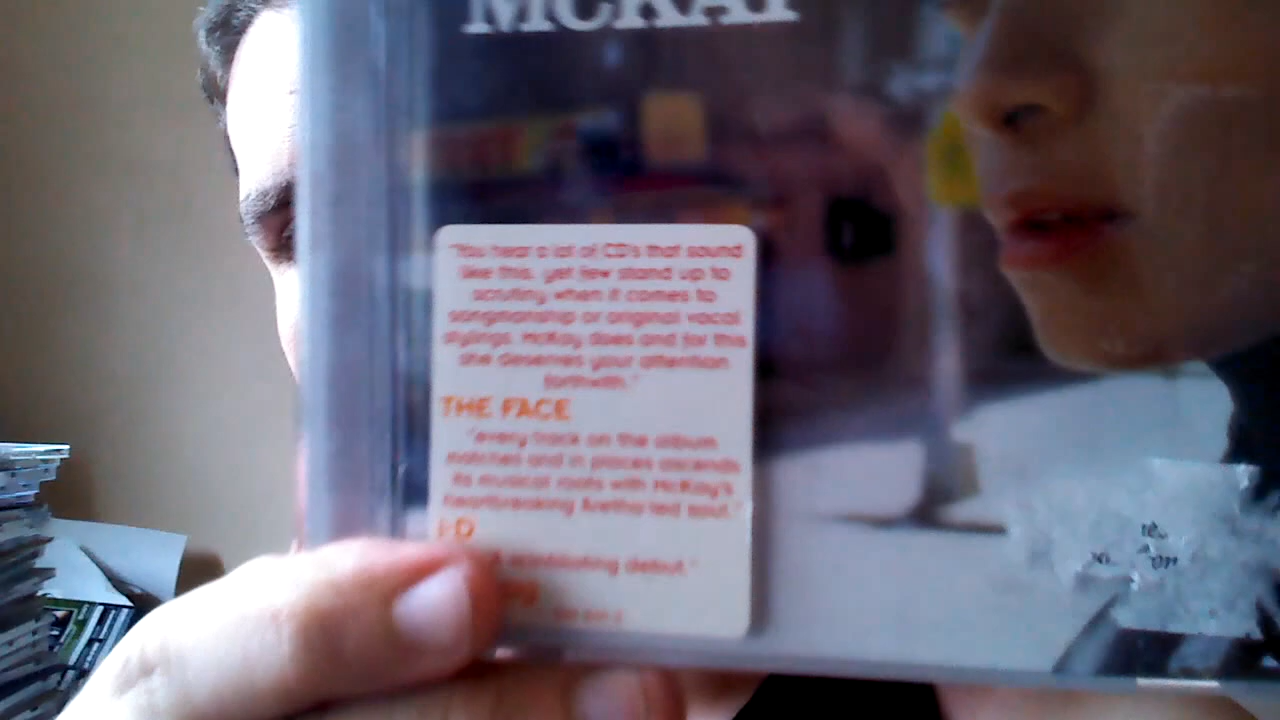 MCKAY
"You hear a lot of CD's that sound
like this, yet few stand up to
scrutiny when it comes to
songmanship or original vocal
stylings. McKay does and for this
she deserves your attention
forthwith."
THE FACE
"every track on the album
matches and in places ascends
its musical roots with McKay's
heartbreaking Aretha-led soul."
I-D
debut."